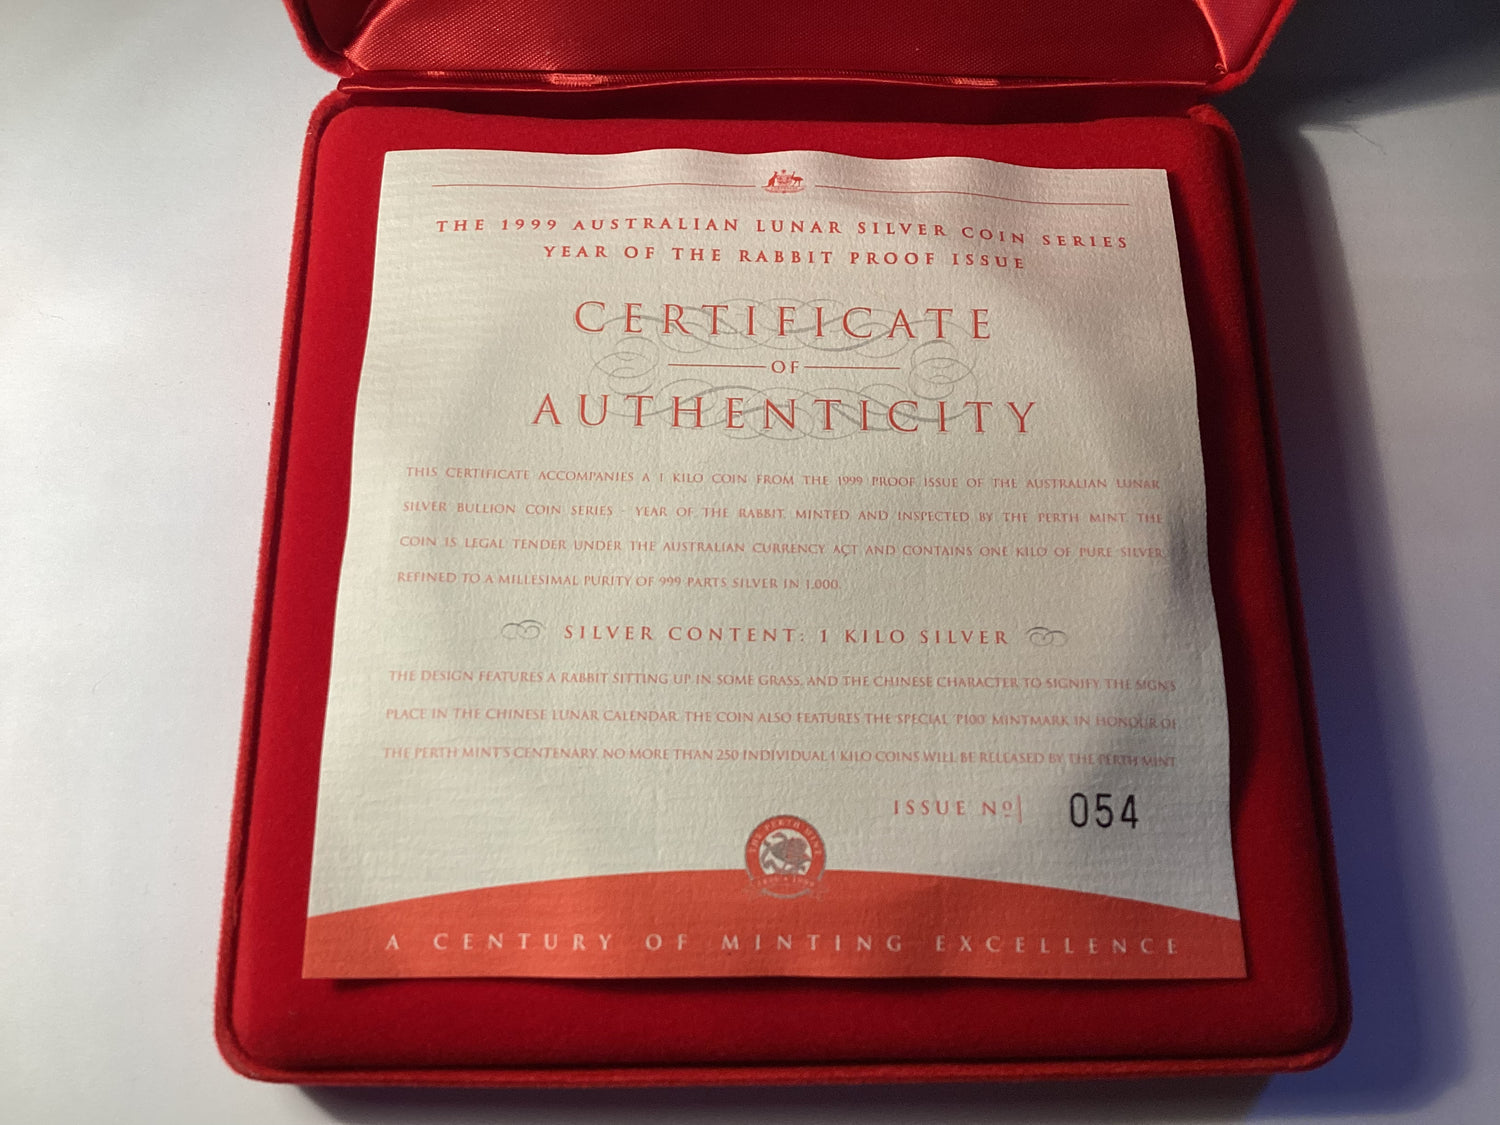 THE 1999 AUSTRALIAN LUNAR SILVER COIN SERIES
YEAR OF THE RABBIT PROOF ISSUE
CERTIFICATE
OF
AUTHENTICITY
THIS CERTIFICATE ACCOMPANIES A 1 KILO COIN FROM THE 1999 PROOF ISSUE OF THE AUSTRALIAN LUNAR
SILVER BULLION COIN SERIES - YEAR OF THE RABBIT, MINTED AND INSPECTED BY THE PERTH MINT. THE
COIN IS LEGAL TENDER UNDER THE AUSTRALIAN CURRENCY ACT AND CONTAINS ONE KILO OF PURE SILVER,
REFINED TO A MILLESIMAL PURITY OF 999 PARTS SILVER IN 1,000.
SILVER CONTENT: 1 KILO SILVER
THE DESIGN FEATURES A RABBIT SITTING UP IN SOME GRASS, AND THE CHINESE CHARACTER TO SIGNIFY THE SIGN'S
PLACE IN THE CHINESE LUNAR CALENDAR. THE COIN ALSO FEATURES THE SPECIAL 'P100' MINTMARK IN HONOUR OF
THE PERTH MINT'S CENTENARY. NO MORE THAN 250 INDIVIDUAL 1 KILO COINS WILL BE RELEASED BY THE PERTH MINT
ISSUE Nº 054
THE PERTH MINT
A CENTURY OF MINTING EXCELLENCE